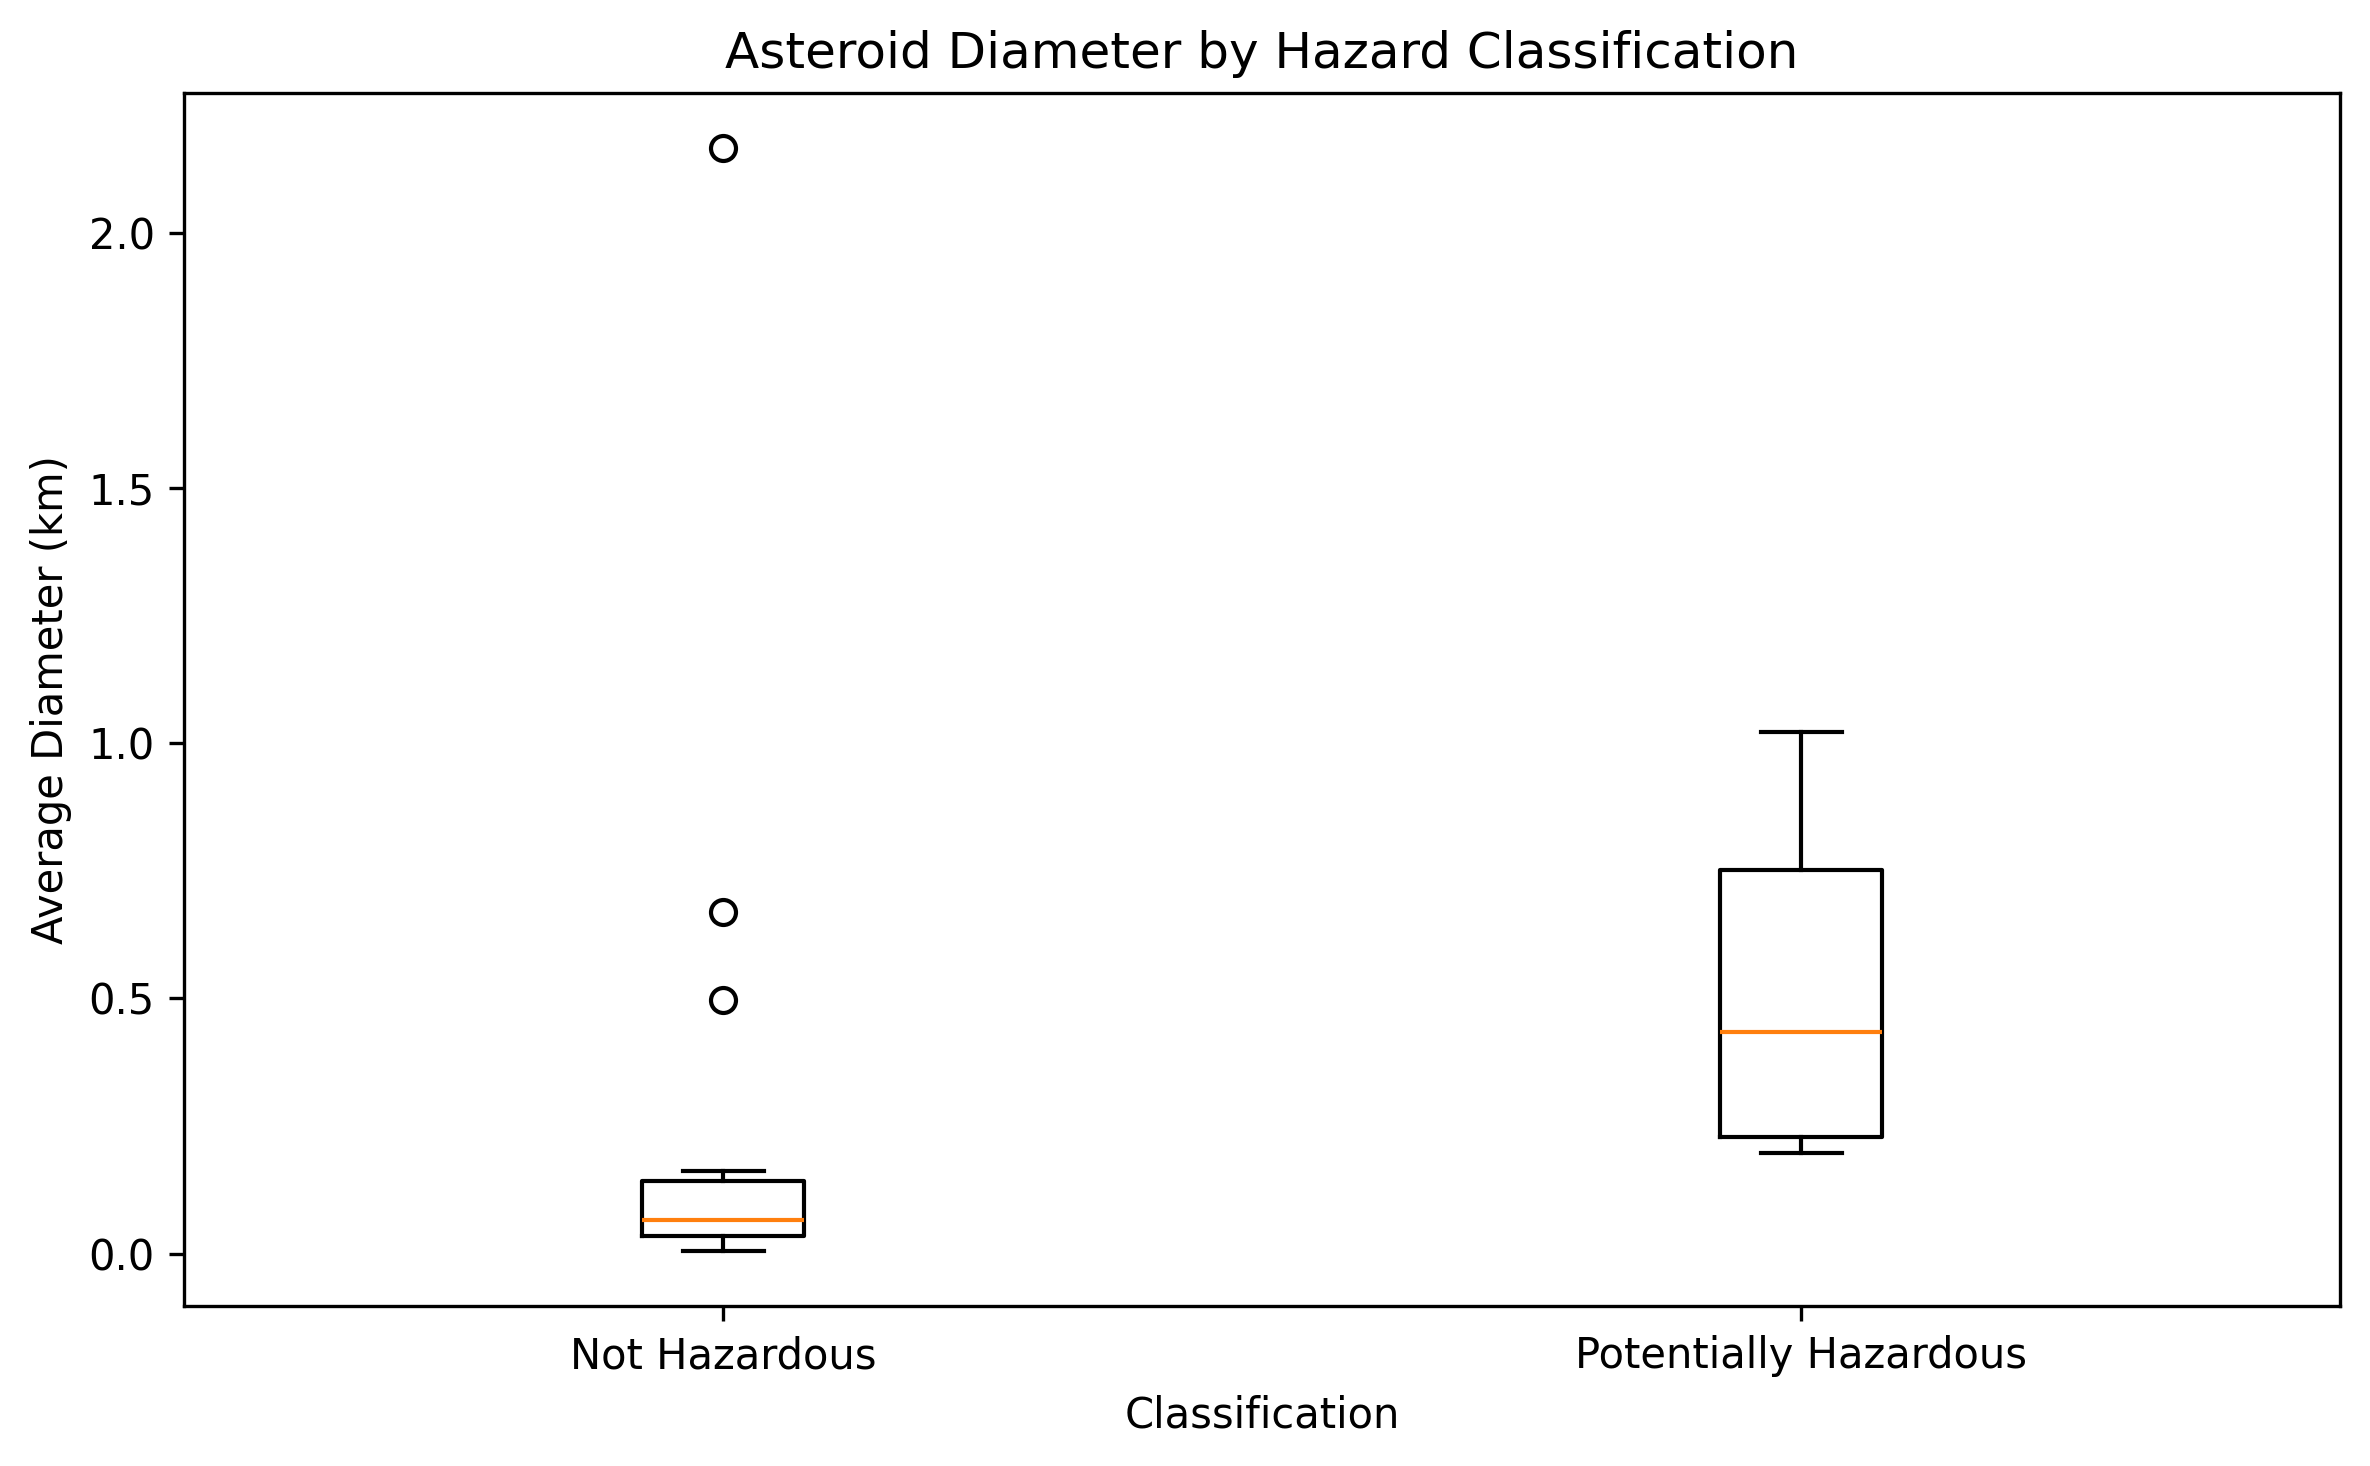 Asteroid Diameter by Hazard Classification
Average Diameter (km)
2.0
1.5
1.0
0.5
0.0
Not Hazardous
Potentially Hazardous
Classification